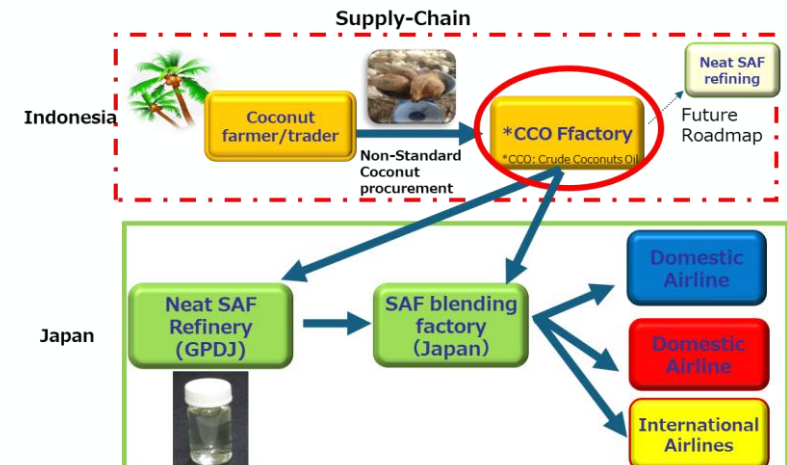 Supply-Chain
Indonesia
Coconut
farmer/trader
Non-Standard
Coconut
procurement
*CCO Ffactory
*CCO; Crude Coconuts Oil
Neat SAF
refining
Future
Roadmap
Japan
Neat SAF
Refinery
(GPDJ)
SAF blending
factory
（Japan）
Domestic
Airline
Domestic
Airline
International
Airlines